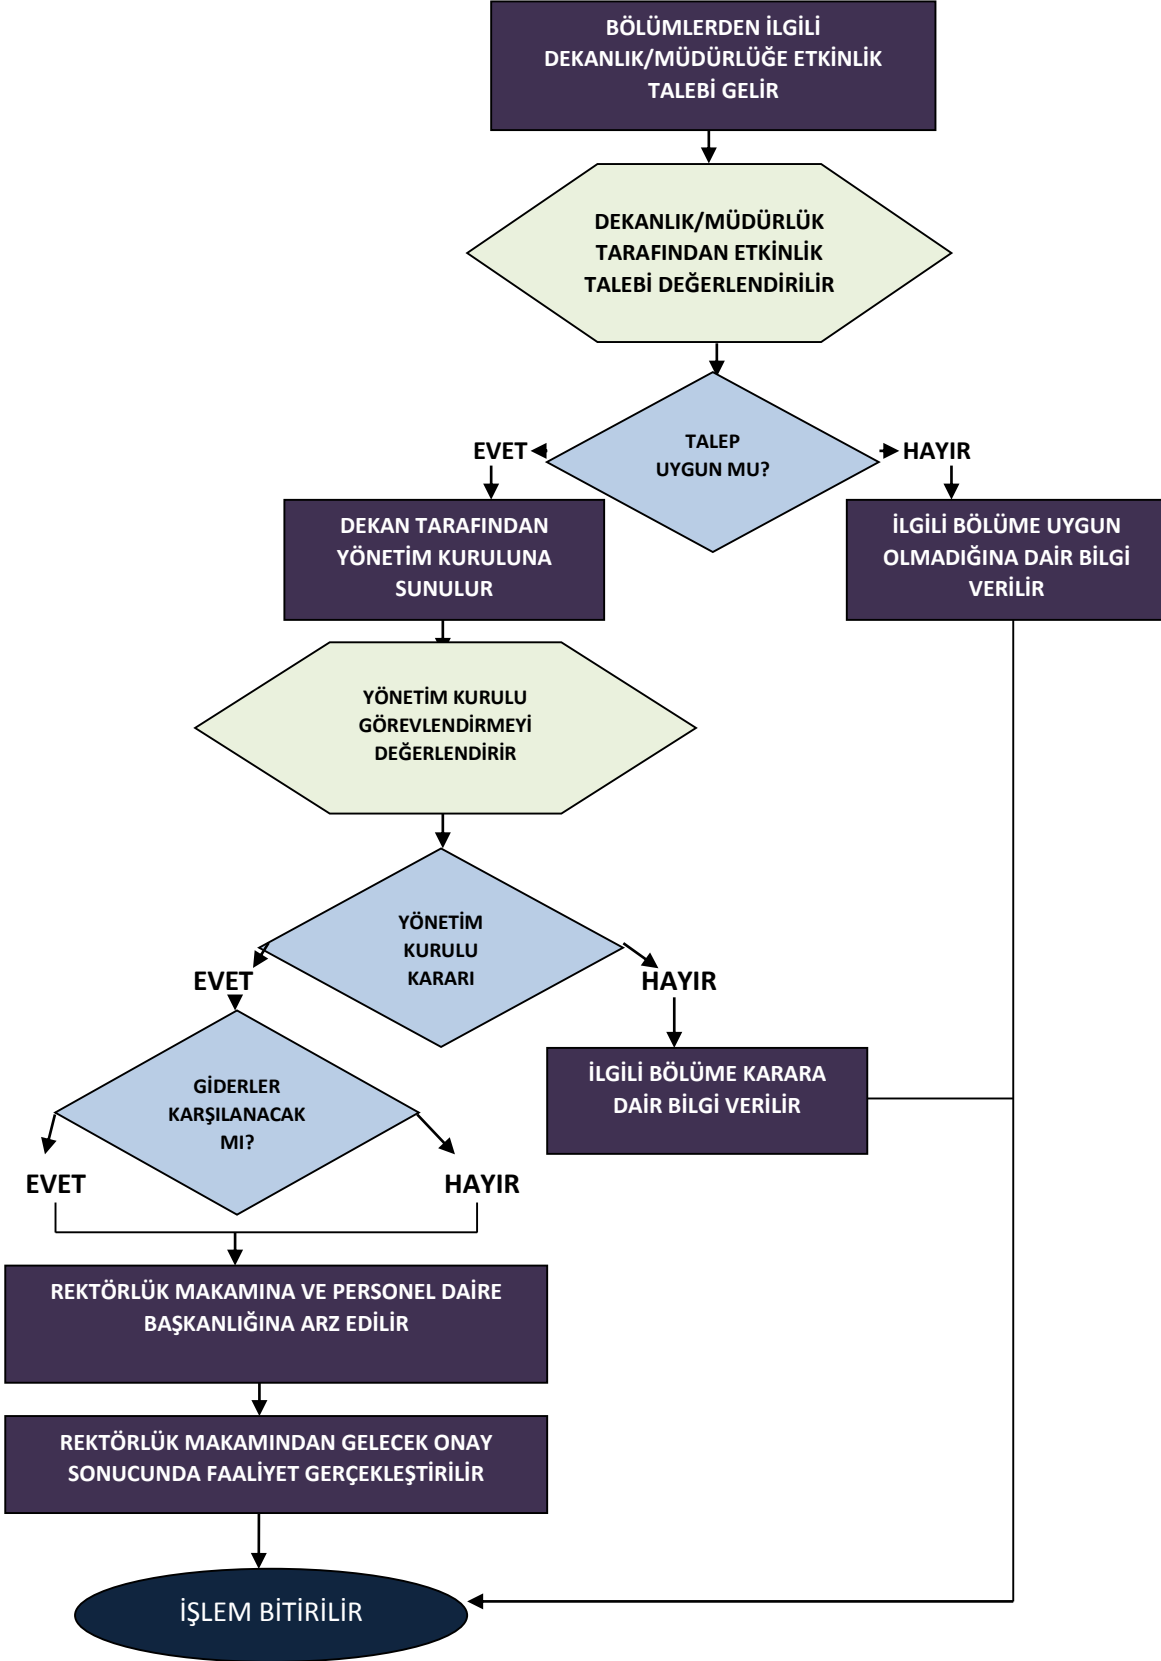 BÖLÜMLERDEN İLGİLİ
DEKANLIK/MÜDÜRLÜĞE ETKİNLİK
TALEBİ GELİR
DEKANLIK/MÜDÜRLÜK
TARAFINDAN ETKİNLİK
TALEBİ DEĞERLENDİRİLİR
TALEP
UYGUN MU?
EVET
HAYIR
DEKAN TARAFINDAN
YÖNETİM KURULUNA
SUNULUR
İLGİLİ BÖLÜME UYGUN
OLMADIĞINA DAİR BİLGİ
VERİLİR
YÖNETİM KURULU
GÖREVLENDİRMEYİ
DEĞERLENDİRİR
YÖNETİM
KURULU
KARARI
EVET
HAYIR
GİDERLER
KARŞILANACAK
MI?
İLGİLİ BÖLÜME KARARA
DAİR BİLGİ VERİLİR
EVET
HAYIR
REKTÖRLÜK MAKAMINA VE PERSONEL DAİRE
BAŞKANLIĞINA ARZ EDİLİR
REKTÖRLÜK MAKAMINDAN GELECEK ONAY
SONUCUNDA FAALİYET GERÇEKLEŞTİRİLİR
İŞLEM BİTİRİLİR